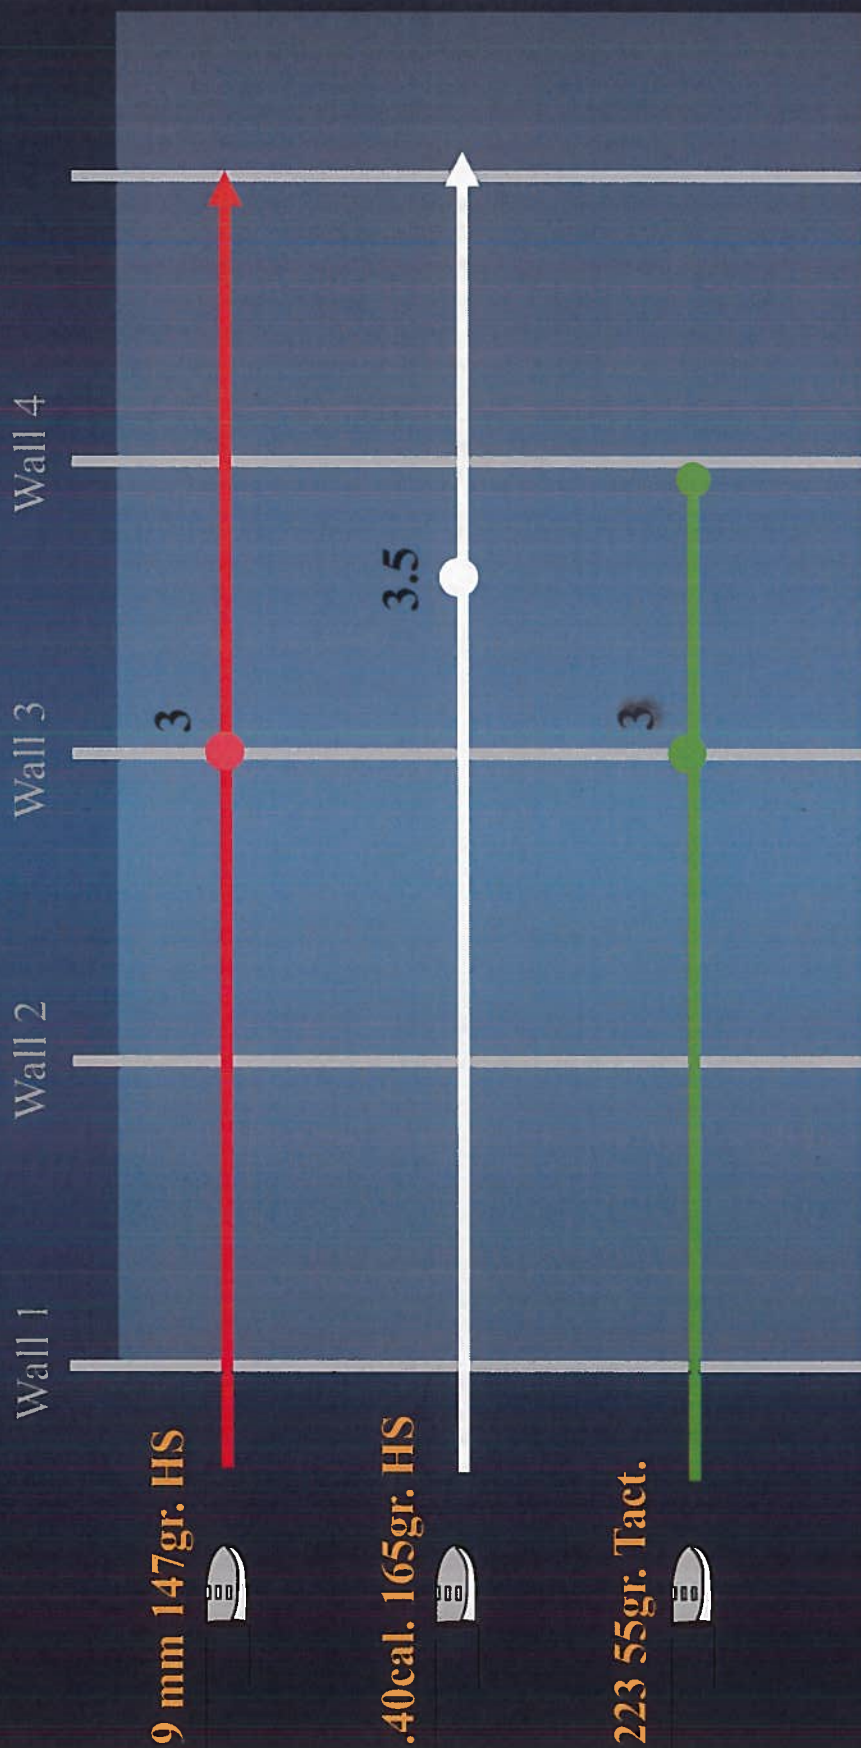 Wall 1
Wall 2
Wall 3
Wall 4
9 mm 147gr. HS
3
.40cal. 165gr. HS
3.5
223 55gr. Tact.
3